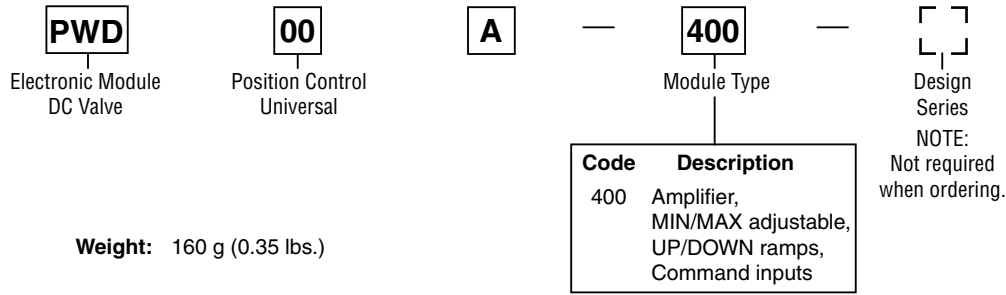 PWD 00 A — 400 —
Electronic Module
DC Valve
Position Control
Universal
Module Type
Design
Series
NOTE:
Not required
when ordering.
Code Description
400 Amplifier,
MIN/MAX adjustable,
UP/DOWN ramps,
Command inputs
Weight: 160 g (0.35 lbs.)